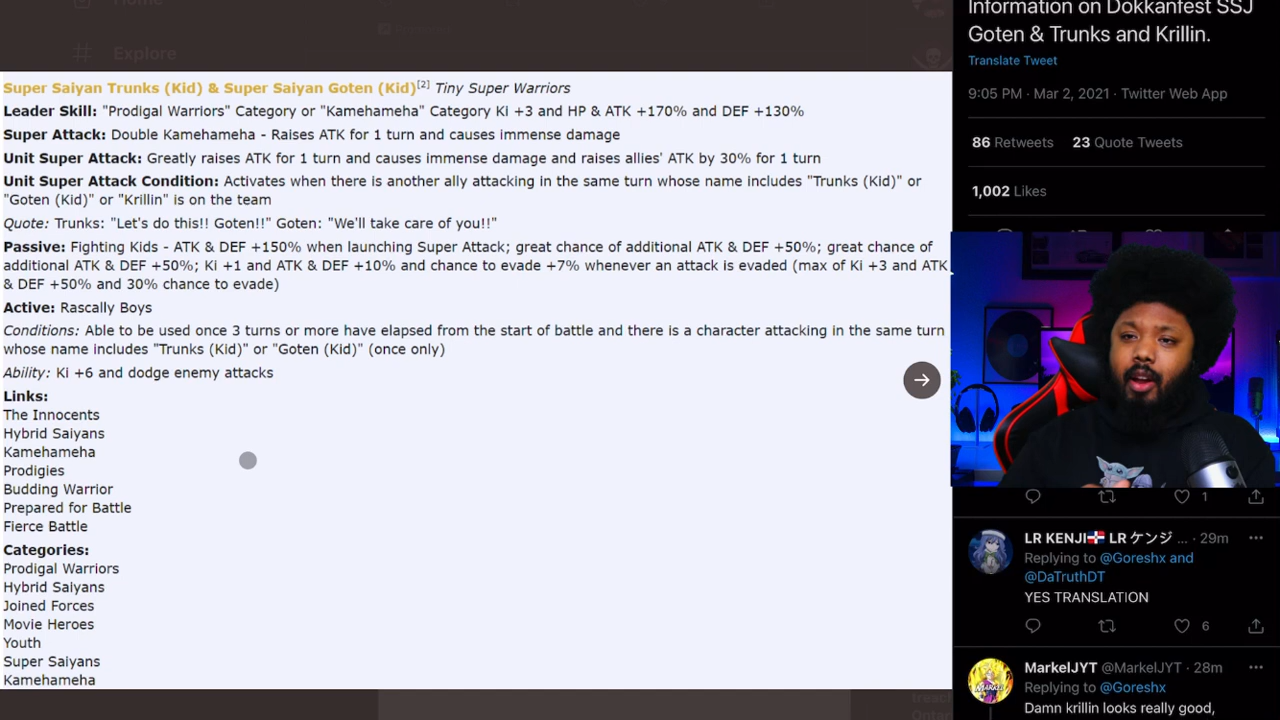 Home
Explore
Super Saiyan Trunks (Kid) & Super Saiyan Goten (Kid)[2] Tiny Super Warriors
Leader Skill: "Prodigal Warriors" Category or "Kamehameha" Category Ki +3 and HP & ATK +170% and DEF +130%
Super Attack: Double Kamehameha - Raises ATK for 1 turn and causes immense damage
Unit Super Attack: Greatly raises ATK for 1 turn and causes immense damage and raises allies' ATK by 30% for 1 turn
Unit Super Attack Condition: Activates when there is another ally attacking in the same turn whose name includes "Trunks (Kid)" or
"Goten (Kid)" or "Krillin" is on the team
Quote: Trunks: "Let's do this!! Goten!!" Goten: "We'll take care of you!!"
Passive: Fighting Kids - ATK & DEF +150% when launching Super Attack; great chance of additional ATK & DEF +50%; great chance of
additional ATK & DEF +50%; Ki +1 and ATK & DEF +10% and chance to evade +7% whenever an attack is evaded (max of Ki +3 and ATK
& DEF +50% and 30% chance to evade)
Active: Rascally Boys
Conditions: Able to be used once 3 turns or more have elapsed from the start of battle and there is a character attacking in the same turn
whose name includes "Trunks (Kid)" or "Goten (Kid)" (once only)
Ability: Ki +6 and dodge enemy attacks
Links:
The Innocents
Hybrid Saiyans
Kamehameha
Prodigies
Budding Warrior
Prepared for Battle
Fierce Battle
Categories:
Prodigal Warriors
Hybrid Saiyans
Joined Forces
Movie Heroes
Youth
Super Saiyans
Kamehameha
Information on Dokkanfest SSJ
Goten & Trunks and Krillin.
Translate Tweet
9:05 PM · Mar 2, 2021 · Twitter Web App
86 Retweets 23 Quote Tweets
1,002 Likes
1
LR KENJI🇩🇴 LR ケンジ ... · 29m
Replying to @Goreshx and
@DaTruthDT
YES TRANSLATION
6
MarkelJYT @MarkelJYT · 28m
Replying to @Goreshx
Damn krillin looks really good,